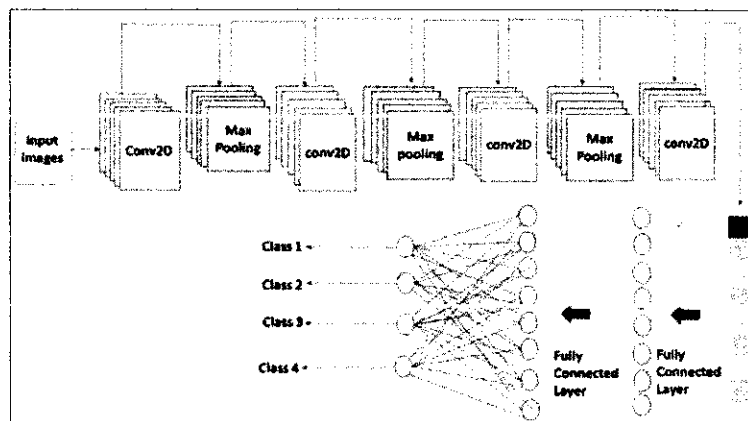 Input
images
Conv2D
Max
Pooling
conv2D
Max
pooling
conv2D
Max
Pooling
conv2D
Class 1
Class 2
Class 3
Class 4
Fully
Connected
Layer
Fully
Connected
Layer